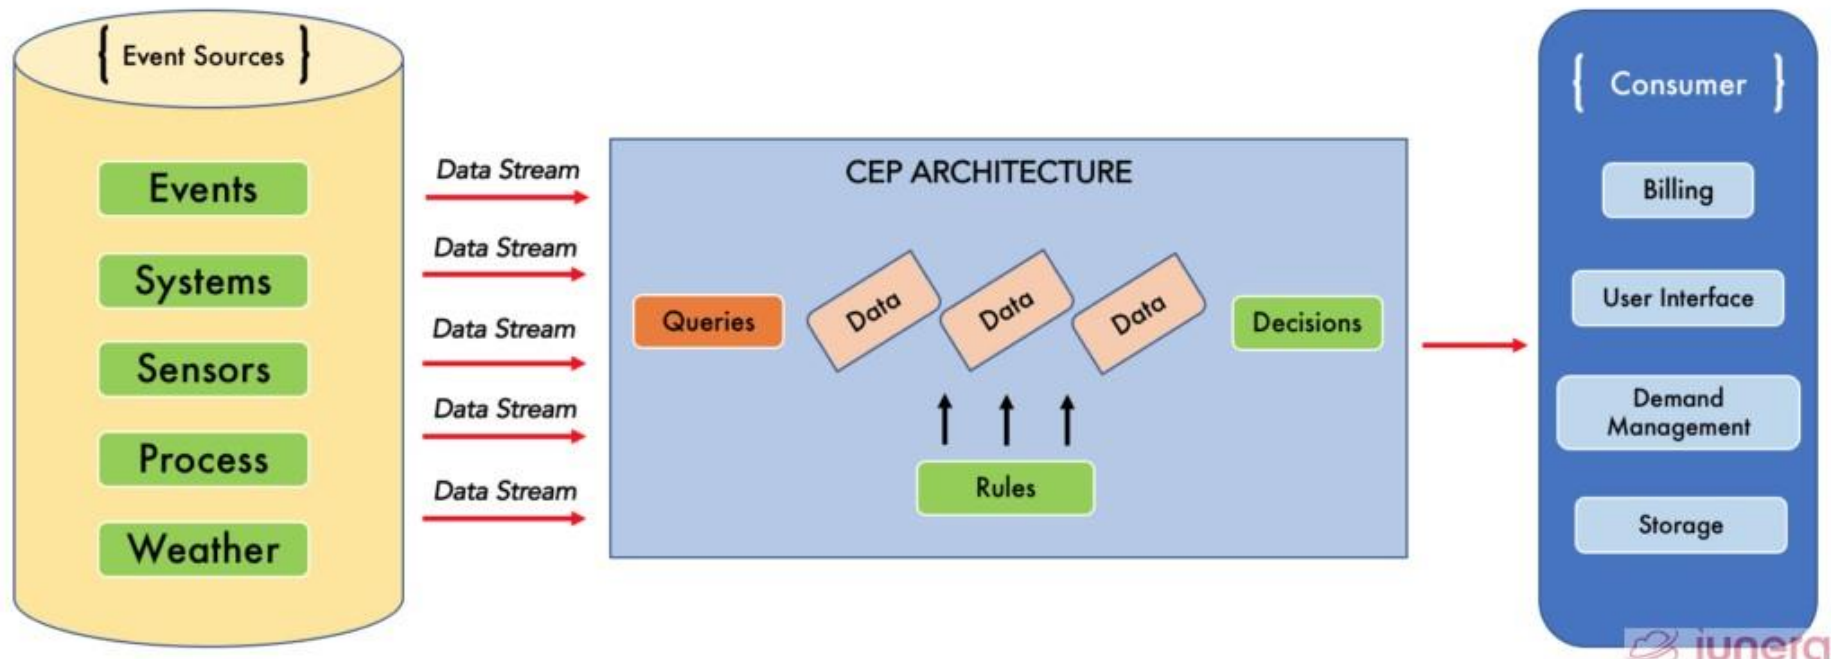 { Event Sources }
Events
Systems
Sensors
Process
Weather
Data Stream
Data Stream
Data Stream
Data Stream
Data Stream
CEP ARCHITECTURE
Queries
Data
Data
Data
Decisions
Rules
{ Consumer }
Billing
User Interface
Demand
Management
Storage
iunera